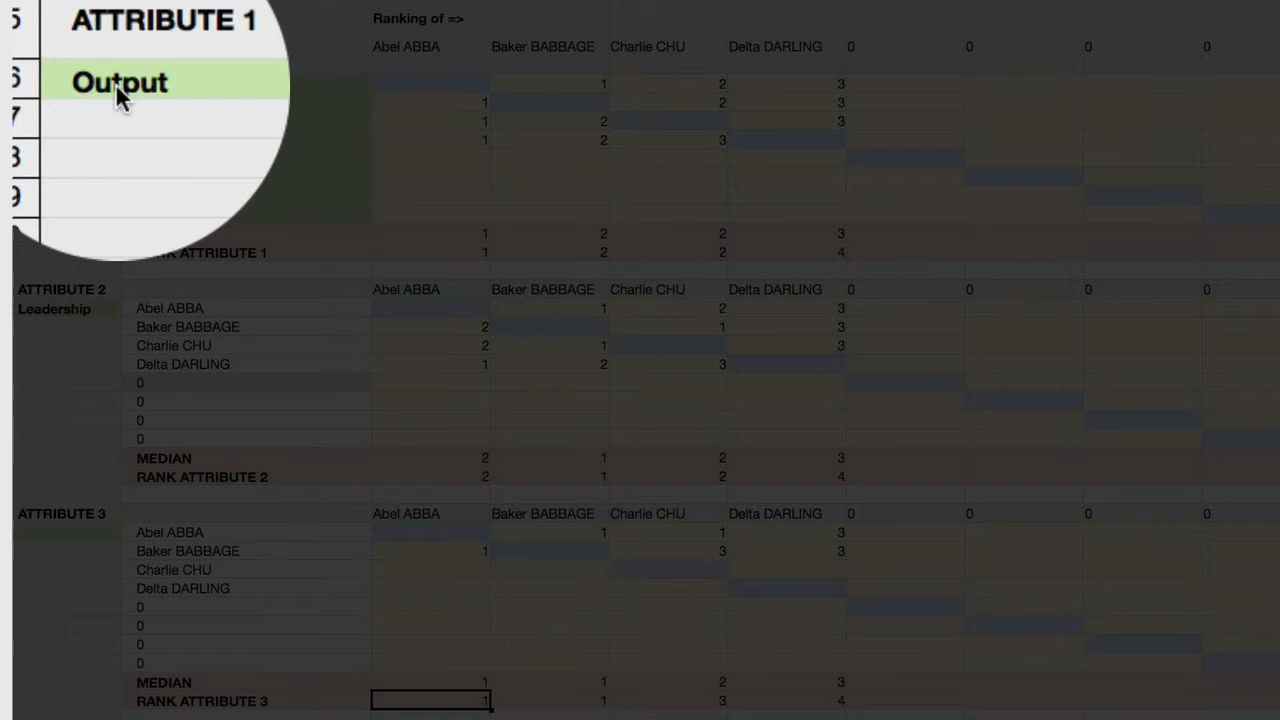 Ranking of =>
5 ATTRIBUTE 1
Abel ABBA Baker BABBAGE Charlie CHU Delta DARLING 0 0 0 0
6 Output 1 2 3
1 2 3
7 1 2 3
1 2 3
1 2 2 3
RANK ATTRIBUTE 1 1 2 2 4
ATTRIBUTE 2 Abel ABBA Baker BABBAGE Charlie CHU Delta DARLING 0 0 0 0
Leadership Abel ABBA 1 2 3
Baker BABBAGE 2 1 3
Charlie CHU 2 1 3
Delta DARLING 1 2 3
0
0
0
0
MEDIAN 2 1 2 3
RANK ATTRIBUTE 2 2 1 2 4
ATTRIBUTE 3 Abel ABBA Baker BABBAGE Charlie CHU Delta DARLING 0 0 0 0
Abel ABBA 1 1 3
Baker BABBAGE 1 3 3
Charlie CHU
Delta DARLING
0
0
0
0
MEDIAN 1 1 2 3
RANK ATTRIBUTE 3 1 1 3 4